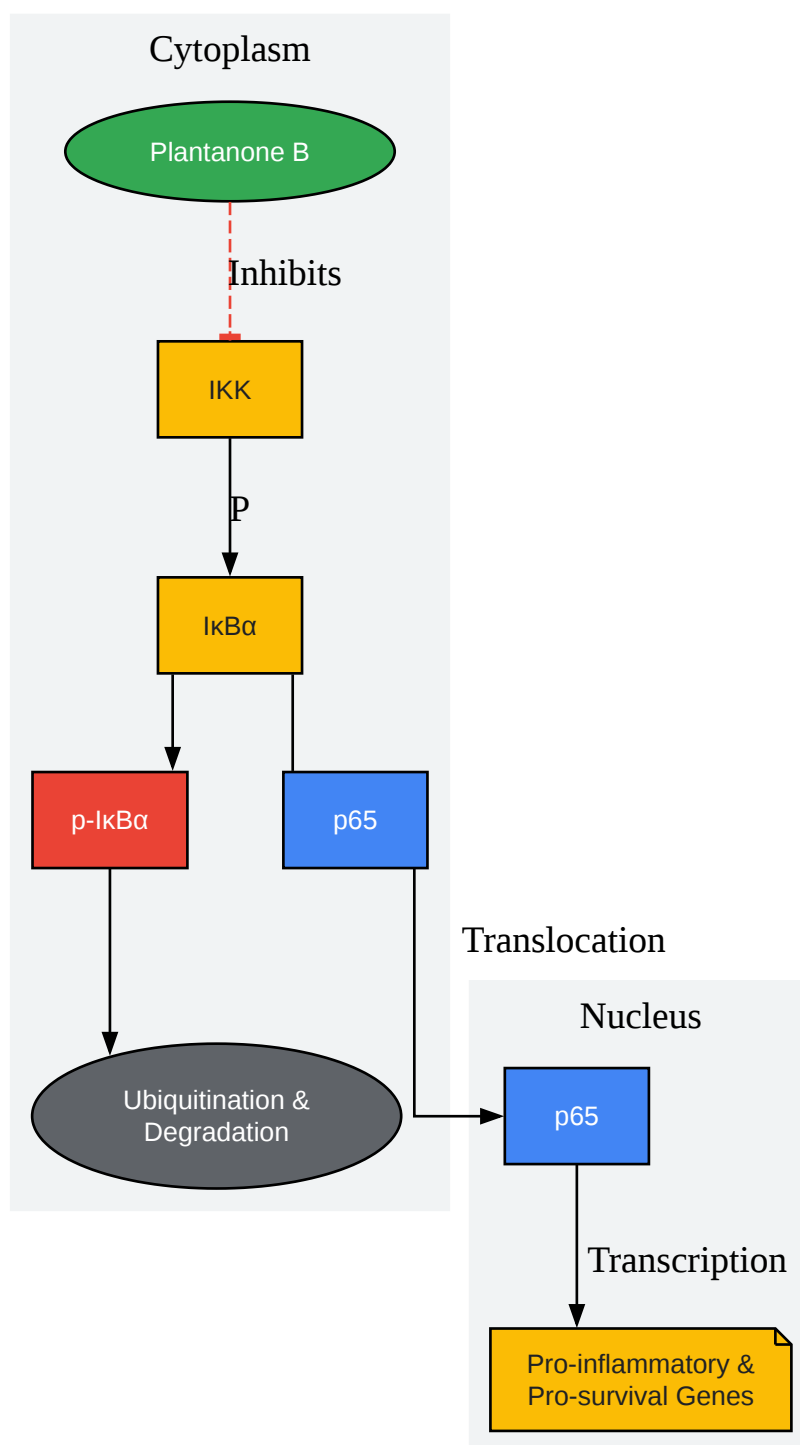 Cytoplasm
Plantanone B
Inhibits
IKK
P
IκBα
p-IκBα
p65
Translocation
Nucleus
Ubiquitination &
Degradation
p65
Transcription
Pro-inflammatory &
Pro-survival Genes